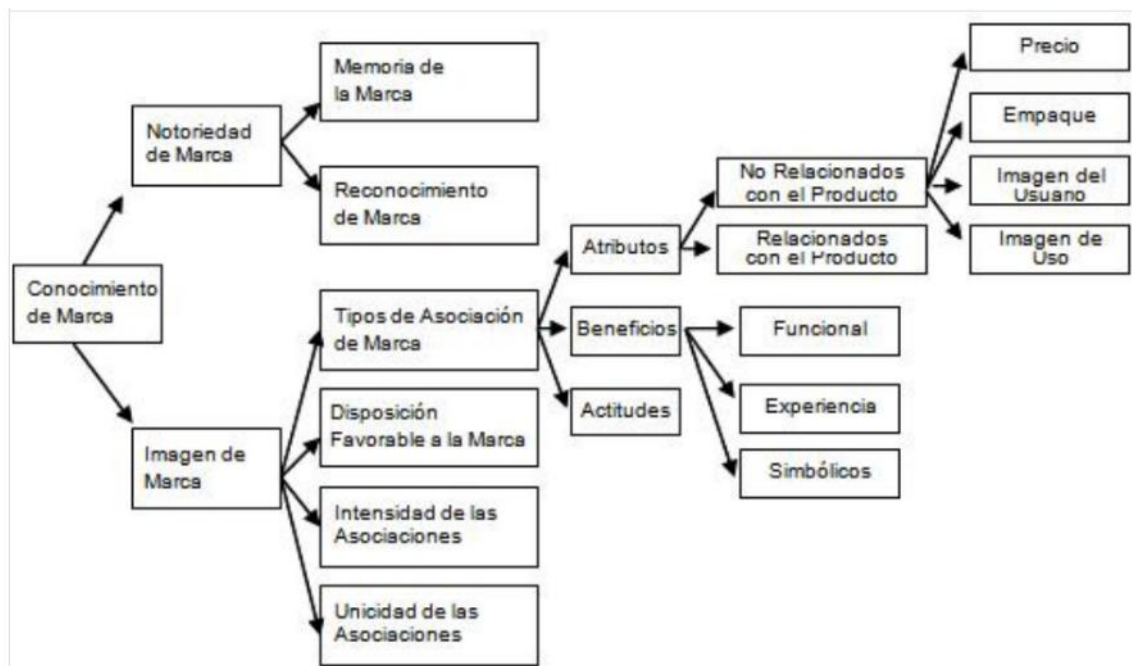 Conocimiento
de Marca
Notoriedad
de Marca
Memoria de
la Marca
Reconocimiento
de Marca
Imagen de
Marca
Tipos de Asociación
de Marca
Disposición
Favorable a la Marca
Intensidad de las
Asociaciones
Unicidad de las
Asociaciones
Atributos
Beneficios
Actitudes
No Relacionados
con el Producto
Relacionados
con el Producto
Precio
Empaque
Imagen del
Usuario
Imagen de
Uso
Funcional
Experiencia
Simbólicos